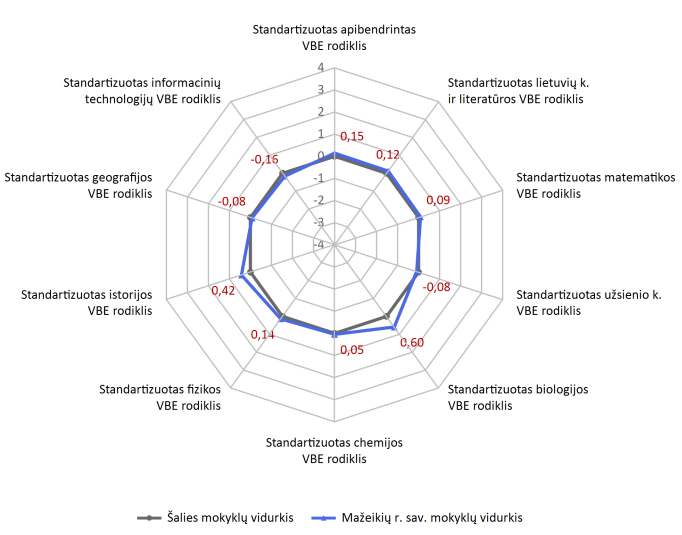 Standartizuotas apibendrintas
VBE rodiklis
Standartizuotas informacinių
technologijų VBE rodiklis
Standartizuotas lietuvių k.
ir literatūros VBE rodiklis
4
3
2
1
0
-1
-2
-3
-4
0,15
0,12
-0,16
Standartizuotas geografijos
VBE rodiklis
Standartizuotas matematikos
VBE rodiklis
-0,08
0,09
Standartizuotas istorijos
VBE rodiklis
0,42
-0,08
Standartizuotas užsienio k.
VBE rodiklis
0,14
0,05
0,60
Standartizuotas fizikos
VBE rodiklis
Standartizuotas biologijos
VBE rodiklis
Standartizuotas chemijos
VBE rodiklis
Šalies mokyklų vidurkis
Mažeikių r. sav. mokyklų vidurkis